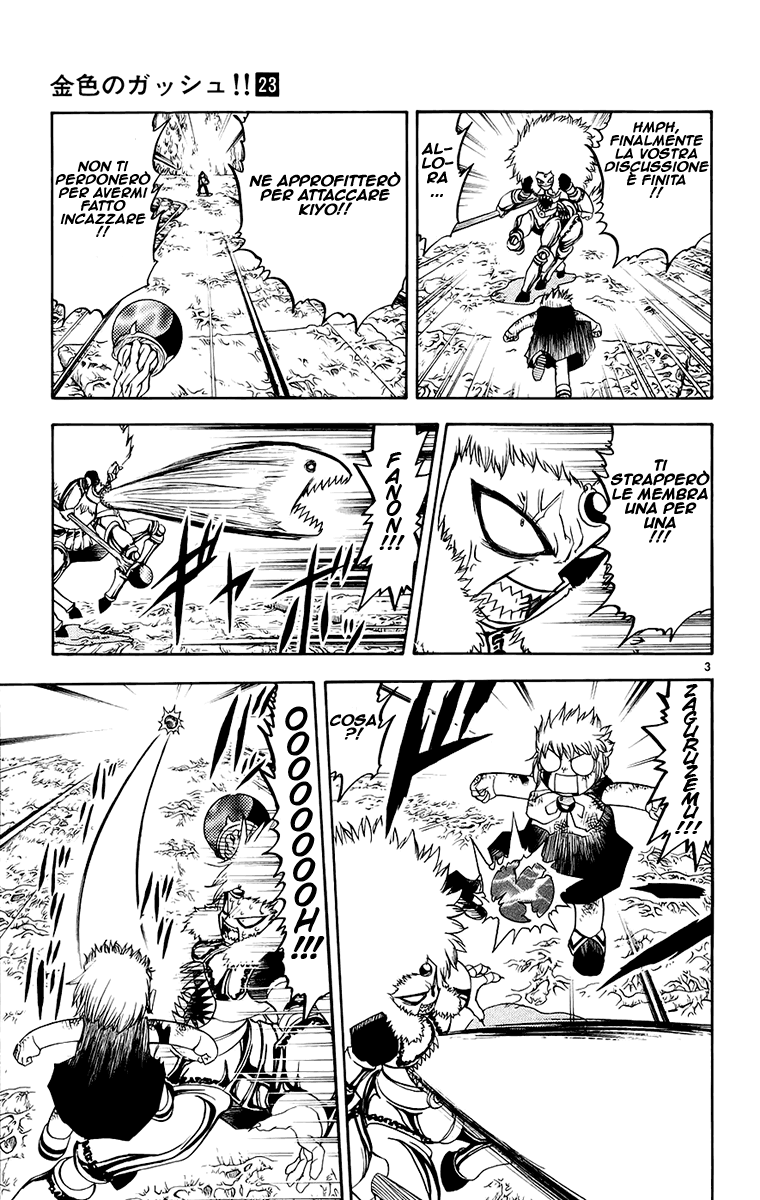 金色のガッシュ!! 23
HMPH,
FINALMENTE
LA VOSTRA
DISCUSSIONE
È FINITA
!!
AL-
LO-
RA
...
NE APPROFITTERÒ
PER ATTACCARE
KIYO!!
NON TI
PERDONERÒ
PER AVERMI
FATTO
INCAZZARE
!!
TI
STRAPPERÒ
LE MEMBRA
UNA PER
UNA
!!!
FANON!!!
ギギ
3
ZAGURUZEMU!!!
COSA
?!
OOOOOOOOH!!!